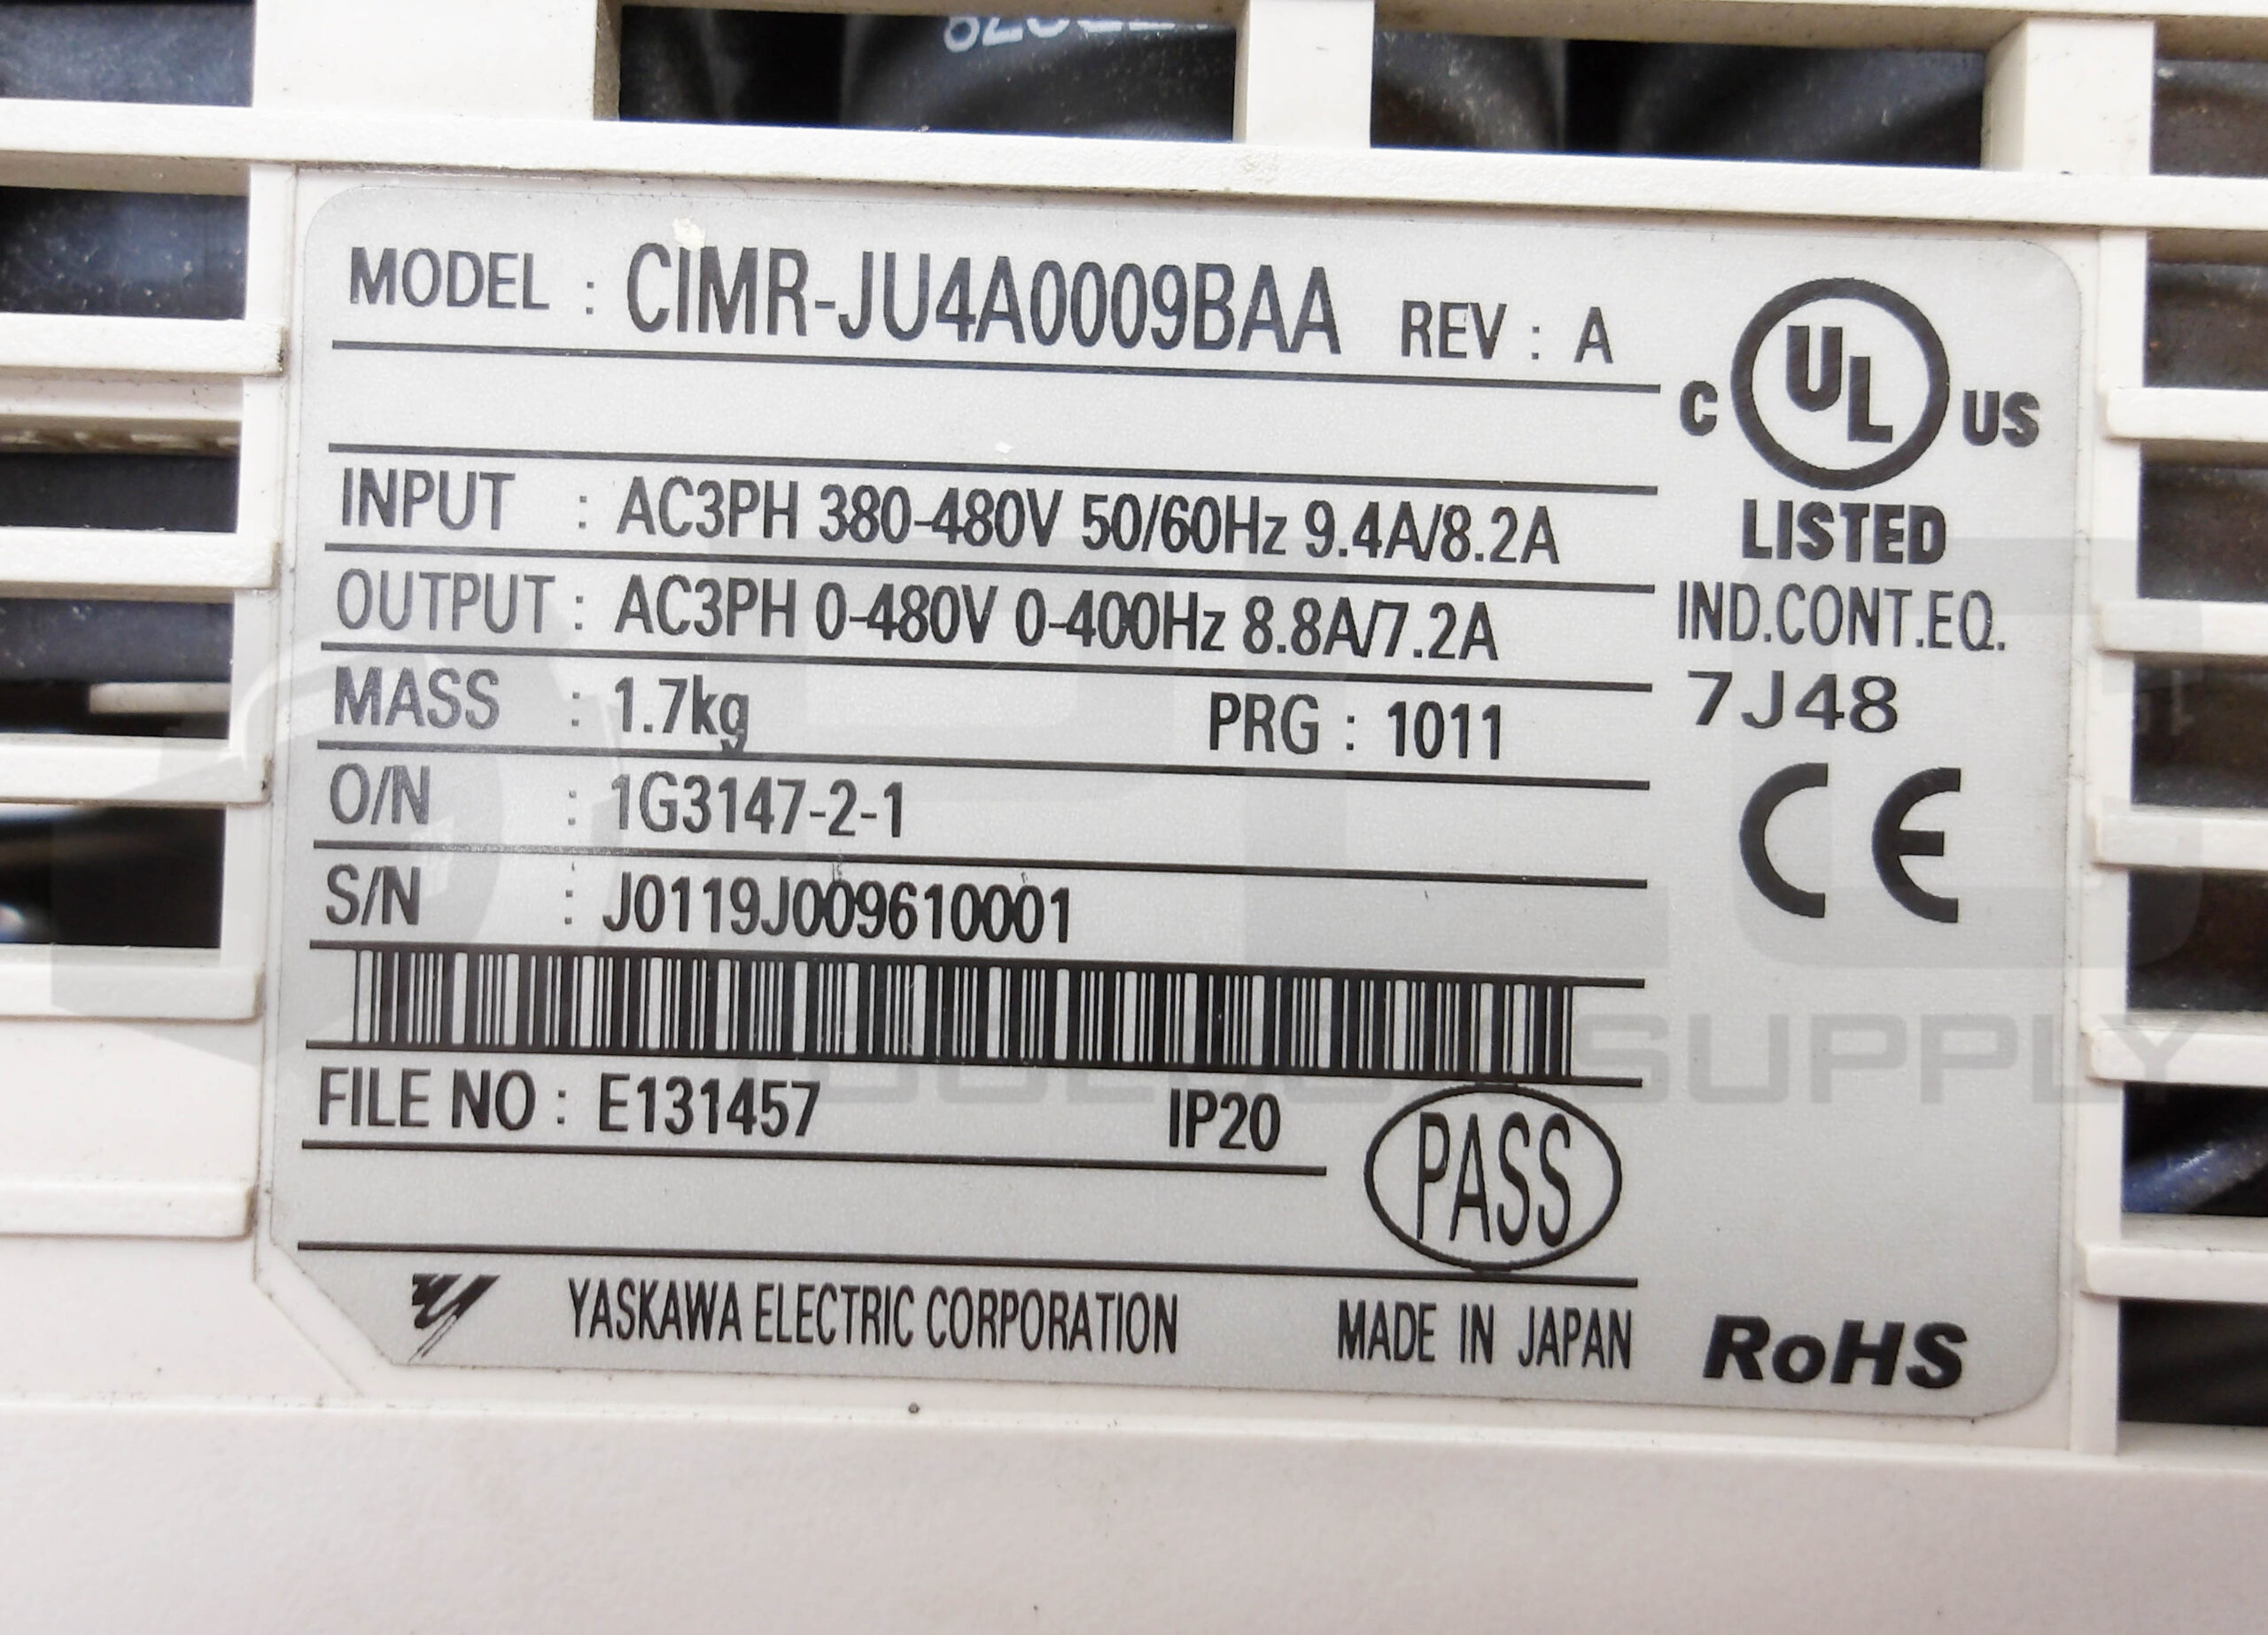 MODEL : CIMR-JU4A0009BAA REV : A
C UL US
LISTED
INPUT : AC3PH 380-480V 50/60Hz 9.4A/8.2A
IND.CONT.EQ.
OUTPUT : AC3PH 0-480V 0-400Hz 8.8A/7.2A
7J48
MASS : 1.7kg PRG : 1011
CE
O/N : 1G3147-2-1
S/N : J0119J009610001
FILE NO : E131457 IP20
PASS
YASKAWA ELECTRIC CORPORATION MADE IN JAPAN
RoHS
SUPPLY